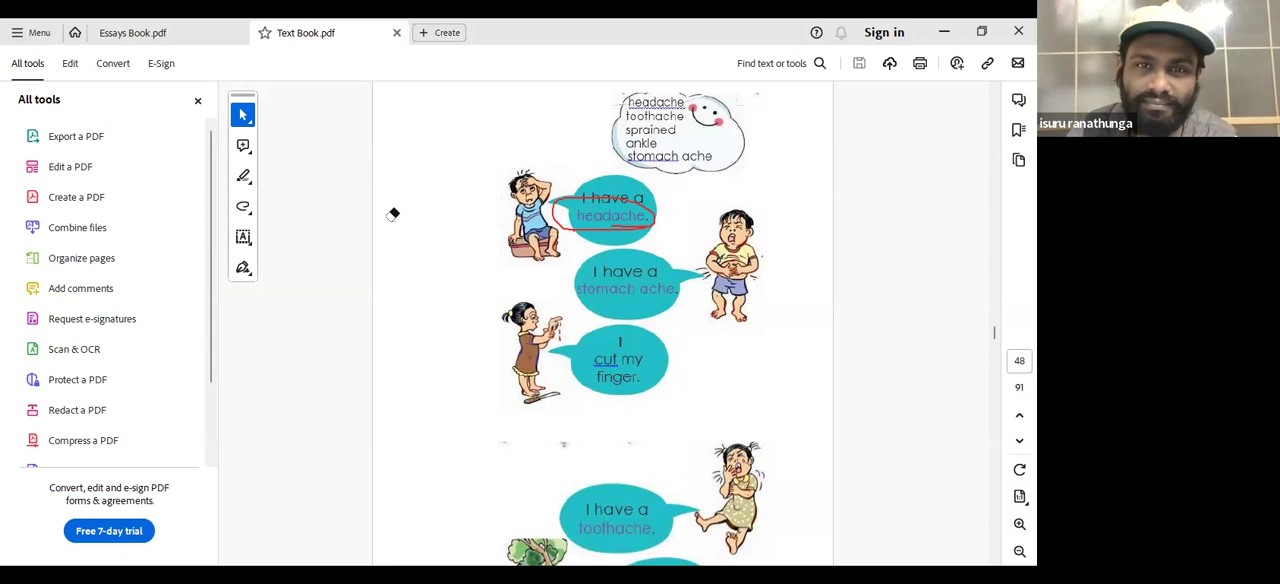 Menu
Essays Book.pdf
Text Book.pdf
Create
Sign in
All tools
Edit
Convert
E-Sign
Find text or tools
All tools
Export a PDF
Edit a PDF
Create a PDF
Combine files
Organize pages
Add comments
Request e-signatures
Scan & OCR
Protect a PDF
Redact a PDF
Compress a PDF
Convert, edit and e-sign PDF
forms & agreements.
Free 7-day trial
headache
toothache
sprained
ankle
stomach ache
I have a
headache.
I have a
stomach ache.
I
cut my
finger.
I have a
toothache.
48
91
isuru ranathunga